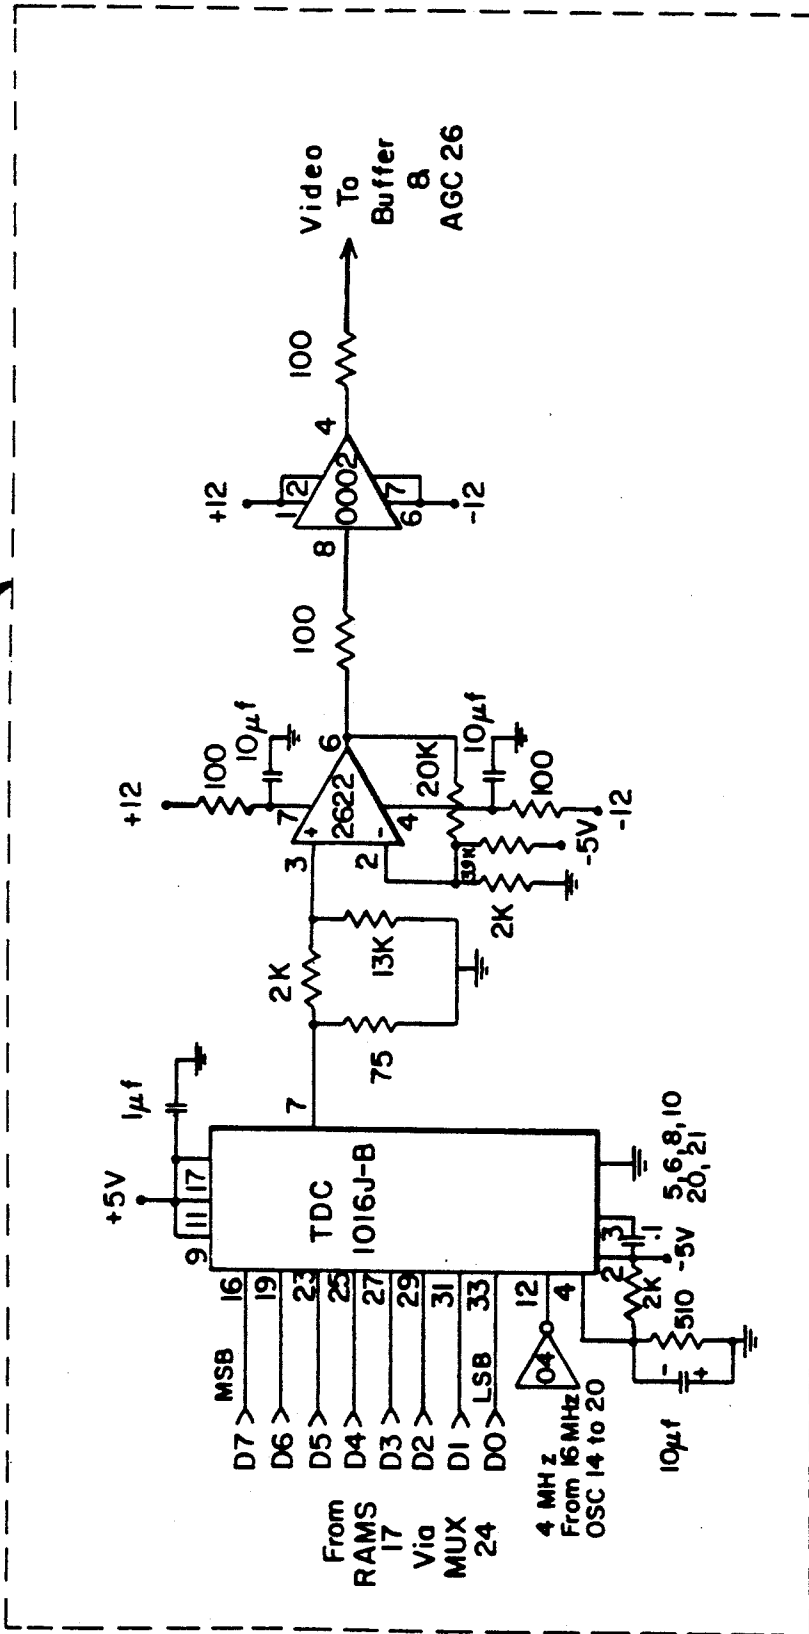 From
RAMS
17
Via
MUX
24
D7
D6
D5
D4
D3
D2
D1
D0
MSB
LSB
16
19
23
25
27
29
31
33
12
4
4 MHz
From 16 MHz
OSC 14 to 20
04
TDC
1016J-B
9
11
17
+5V
1µf
7
2
3
.1
-5V
2K
510
-
+
10µf
5,6,8,10
20,21
75
2K
13K
3
2
+
-
2622
7
4
6
+12
100
10µf
20K
3.9K
2K
-5V
10µf
100
-12
100
8
0002
1
2
6
7
4
+12
-12
100
Video
To
Buffer
&
AGC 26